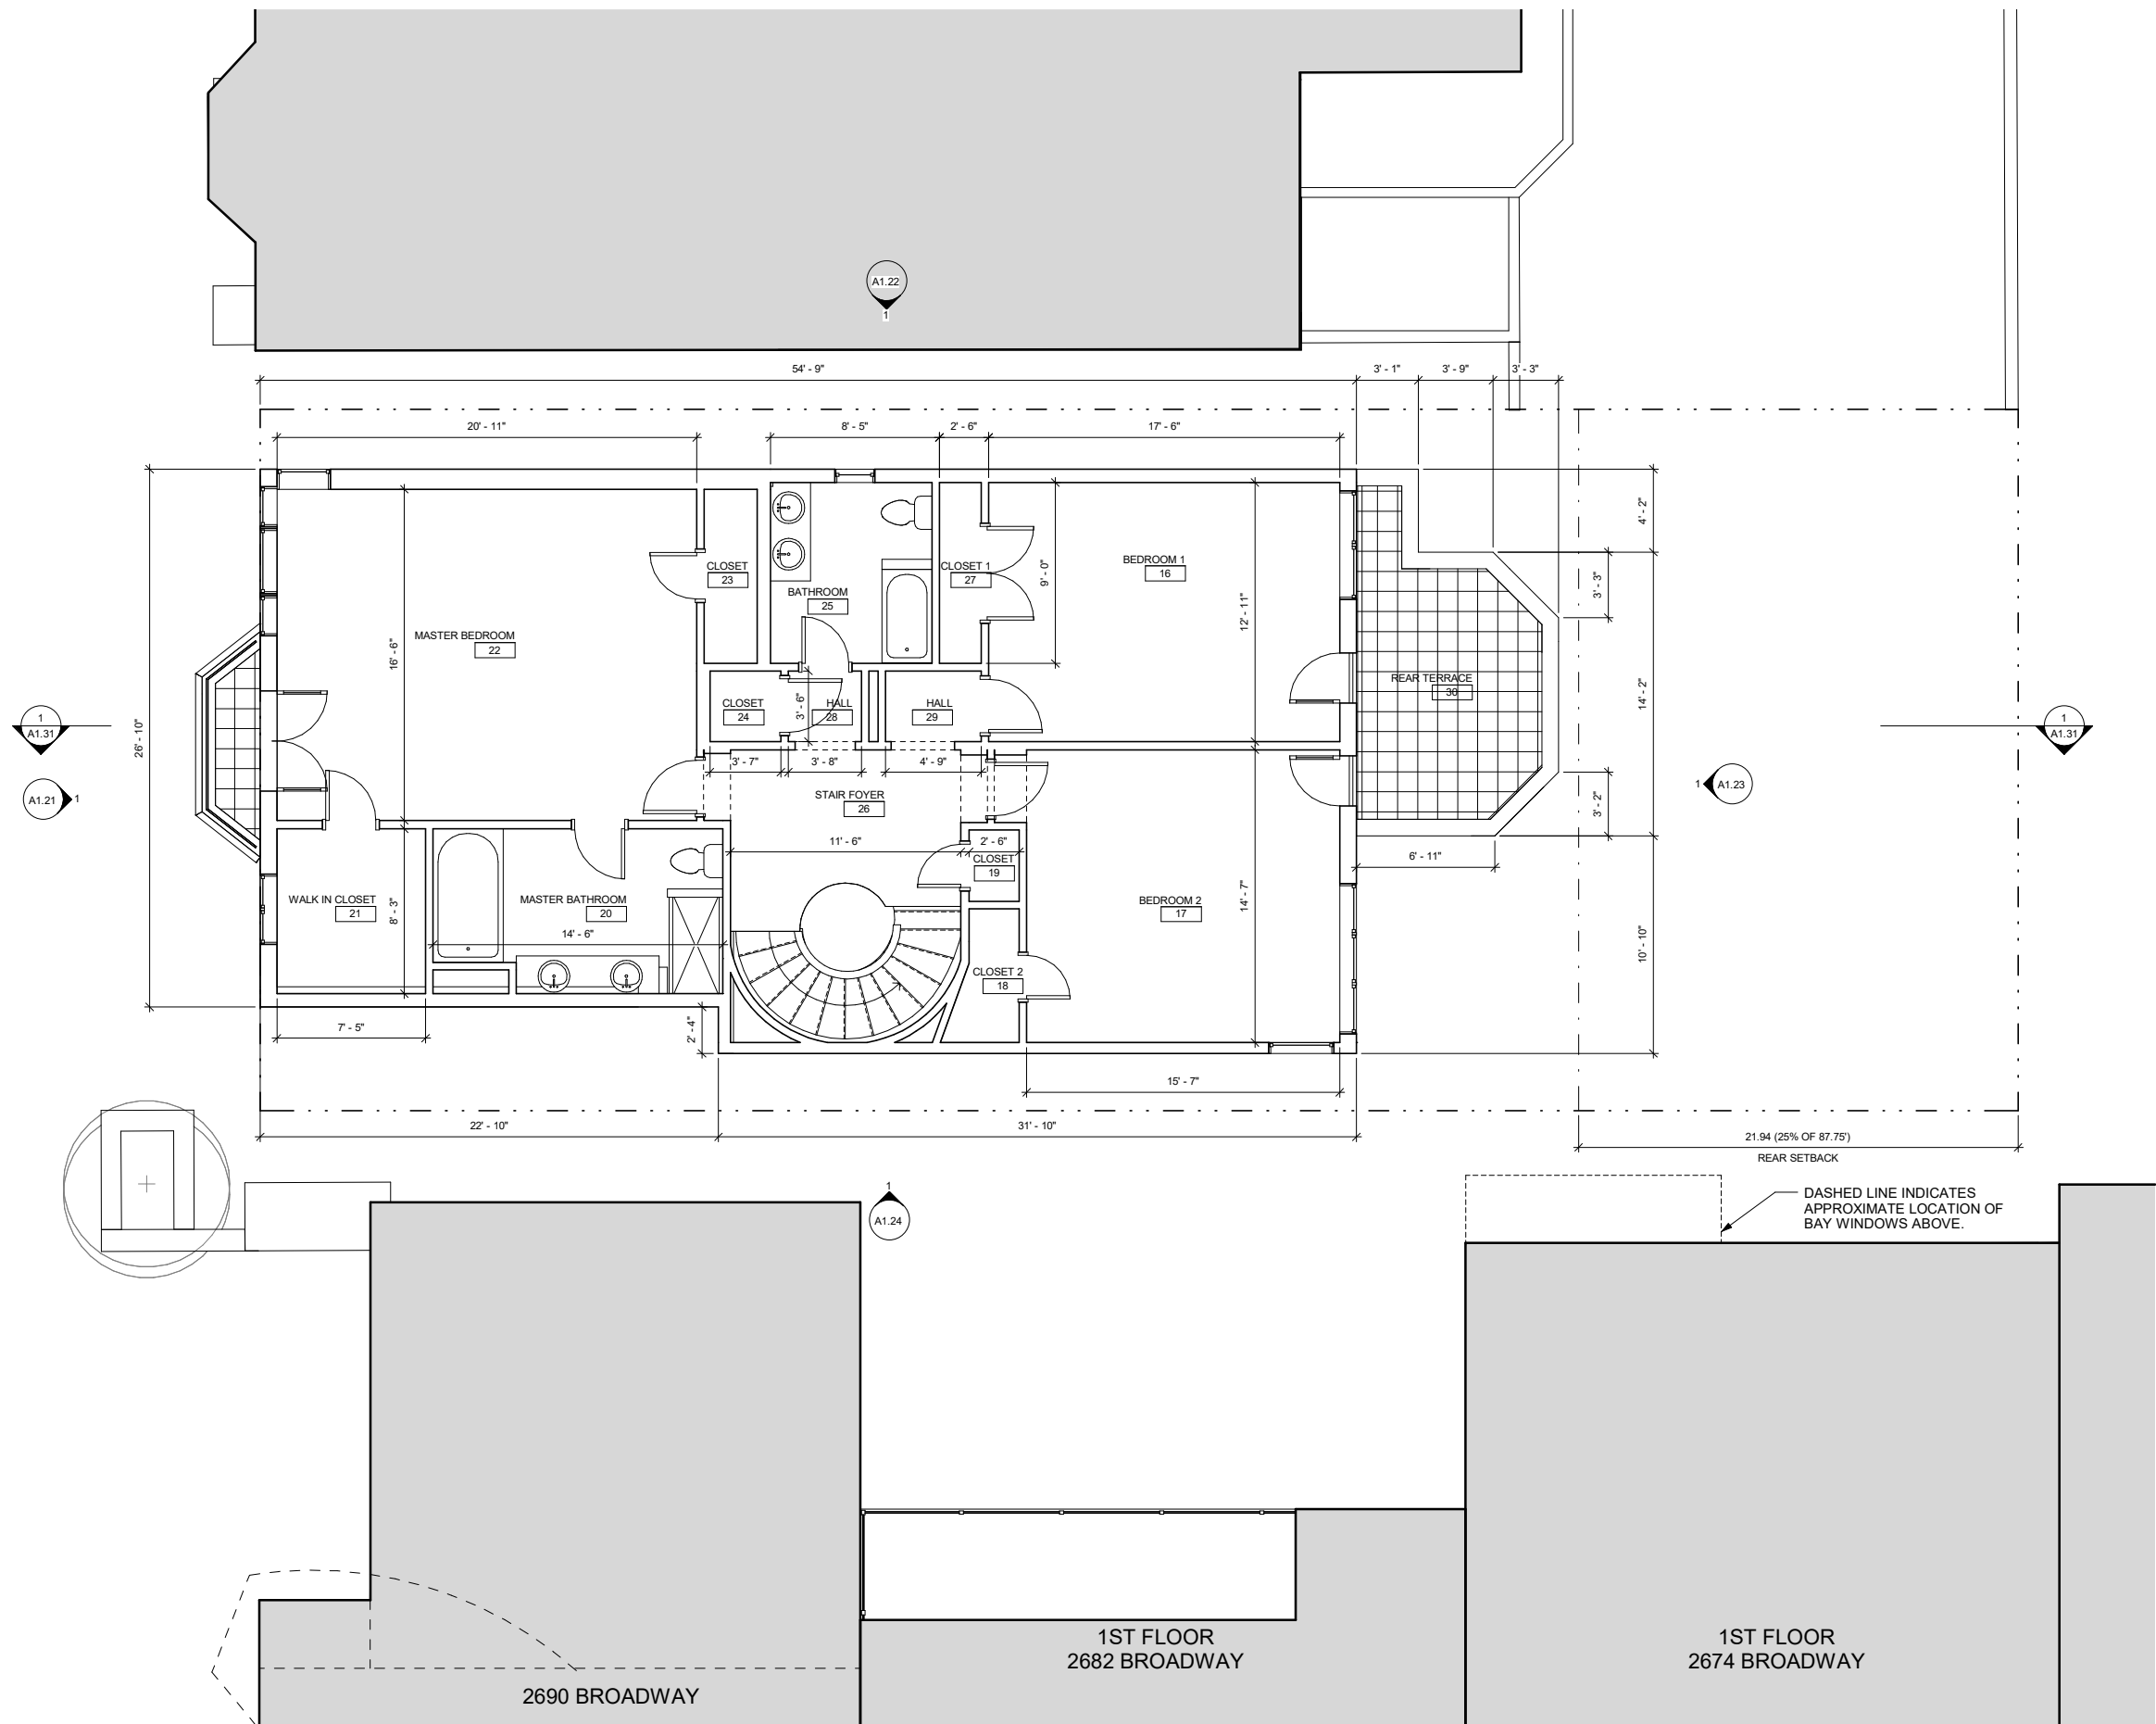 A1.22
1
54' - 9"
3' - 1"
3' - 9"
3' - 3"
20' - 11"
8' - 5"
2' - 6"
17' - 6"
26' - 10"
16' - 6"
9' - 0"
12' - 11"
4' - 2"
3' - 3"
14' - 2"
3' - 2"
10' - 10"
MASTER BEDROOM
22
CLOSET
23
BATHROOM
25
CLOSET 1
27
BEDROOM 1
16
REAR TERRACE
30
CLOSET
24
3' - 6"
HALL
28
HALL
29
1
A1.31
1
A1.31
A1.21
1
1
A1.23
3' - 7"
3' - 8"
4' - 9"
STAIR FOYER
26
11' - 6"
2' - 6"
CLOSET
19
6' - 11"
WALK IN CLOSET
21
8' - 3"
MASTER BATHROOM
20
14' - 6"
BEDROOM 2
17
14' - 7"
CLOSET 2
18
7' - 5"
2' - 4"
15' - 7"
22' - 10"
31' - 10"
21.94 (25% OF 87.75')
REAR SETBACK
1
A1.24
DASHED LINE INDICATES
APPROXIMATE LOCATION OF
BAY WINDOWS ABOVE.
1ST FLOOR
2682 BROADWAY
1ST FLOOR
2674 BROADWAY
2690 BROADWAY